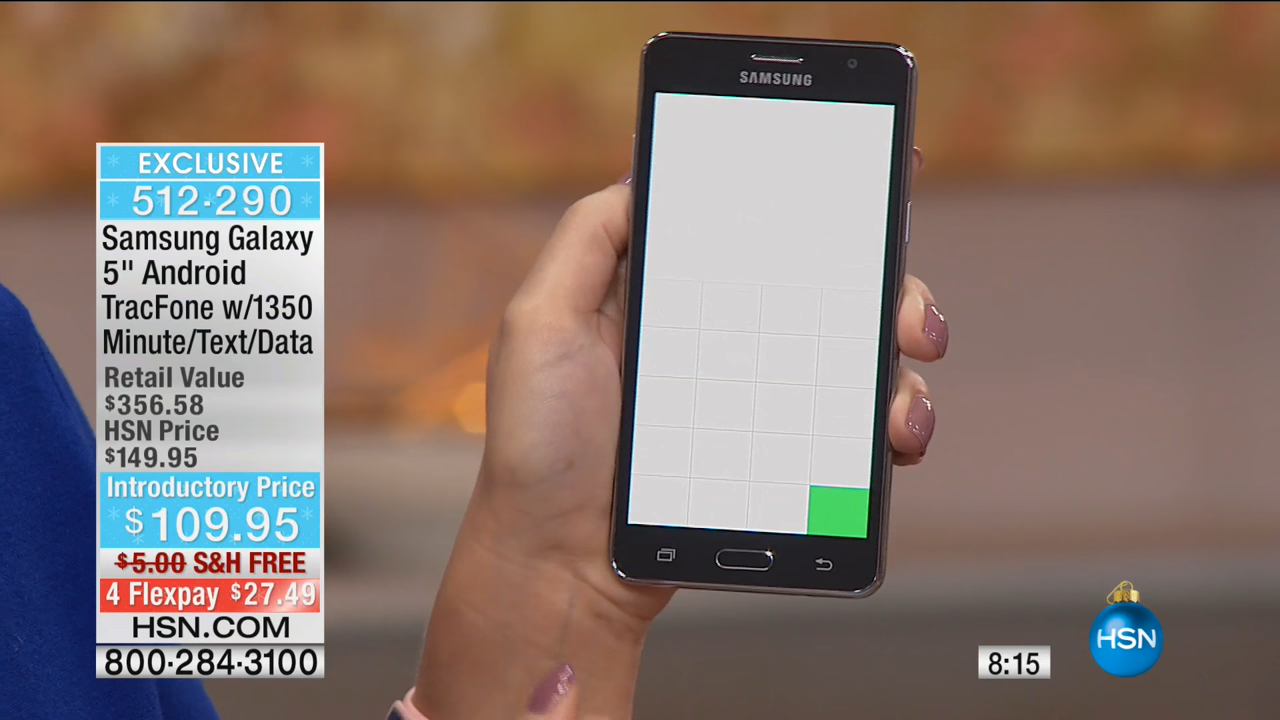 EXCLUSIVE
512-290
Samsung Galaxy
5" Android
TracFone w/1350
Minute/Text/Data
Retail Value
$356.58
HSN Price
$149.95
Introductory Price
$109.95
$5.00 S&H FREE
4 Flexpay $27.49
HSN.COM
800-284-3100
SAMSUNG
8:15
HSN